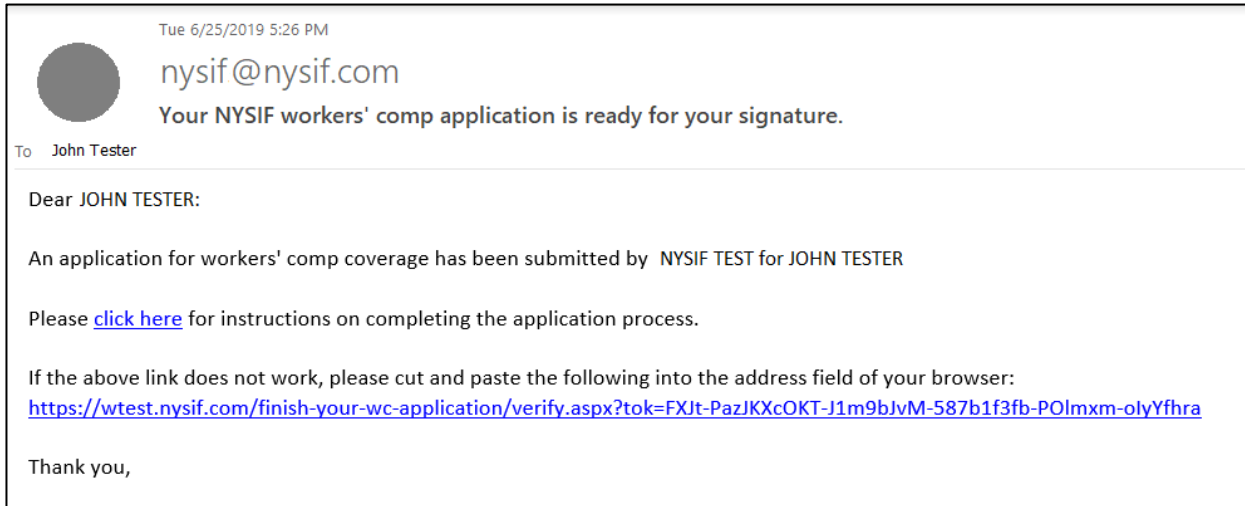 Tue 6/25/2019 5:26 PM
nysif@nysif.com
Your NYSIF workers' comp application is ready for your signature.
To John Tester
Dear JOHN TESTER:
An application for workers' comp coverage has been submitted by NYSIF TEST for JOHN TESTER
Please click here for instructions on completing the application process.
If the above link does not work, please cut and paste the following into the address field of your browser:
https://wtest.nysif.com/finish-your-wc-application/verify.aspx?tok=FXJt-PazJKXcOKT-J1m9bJvM-587b1f3fb-POlmxm-oIyYfhra
Thank you,